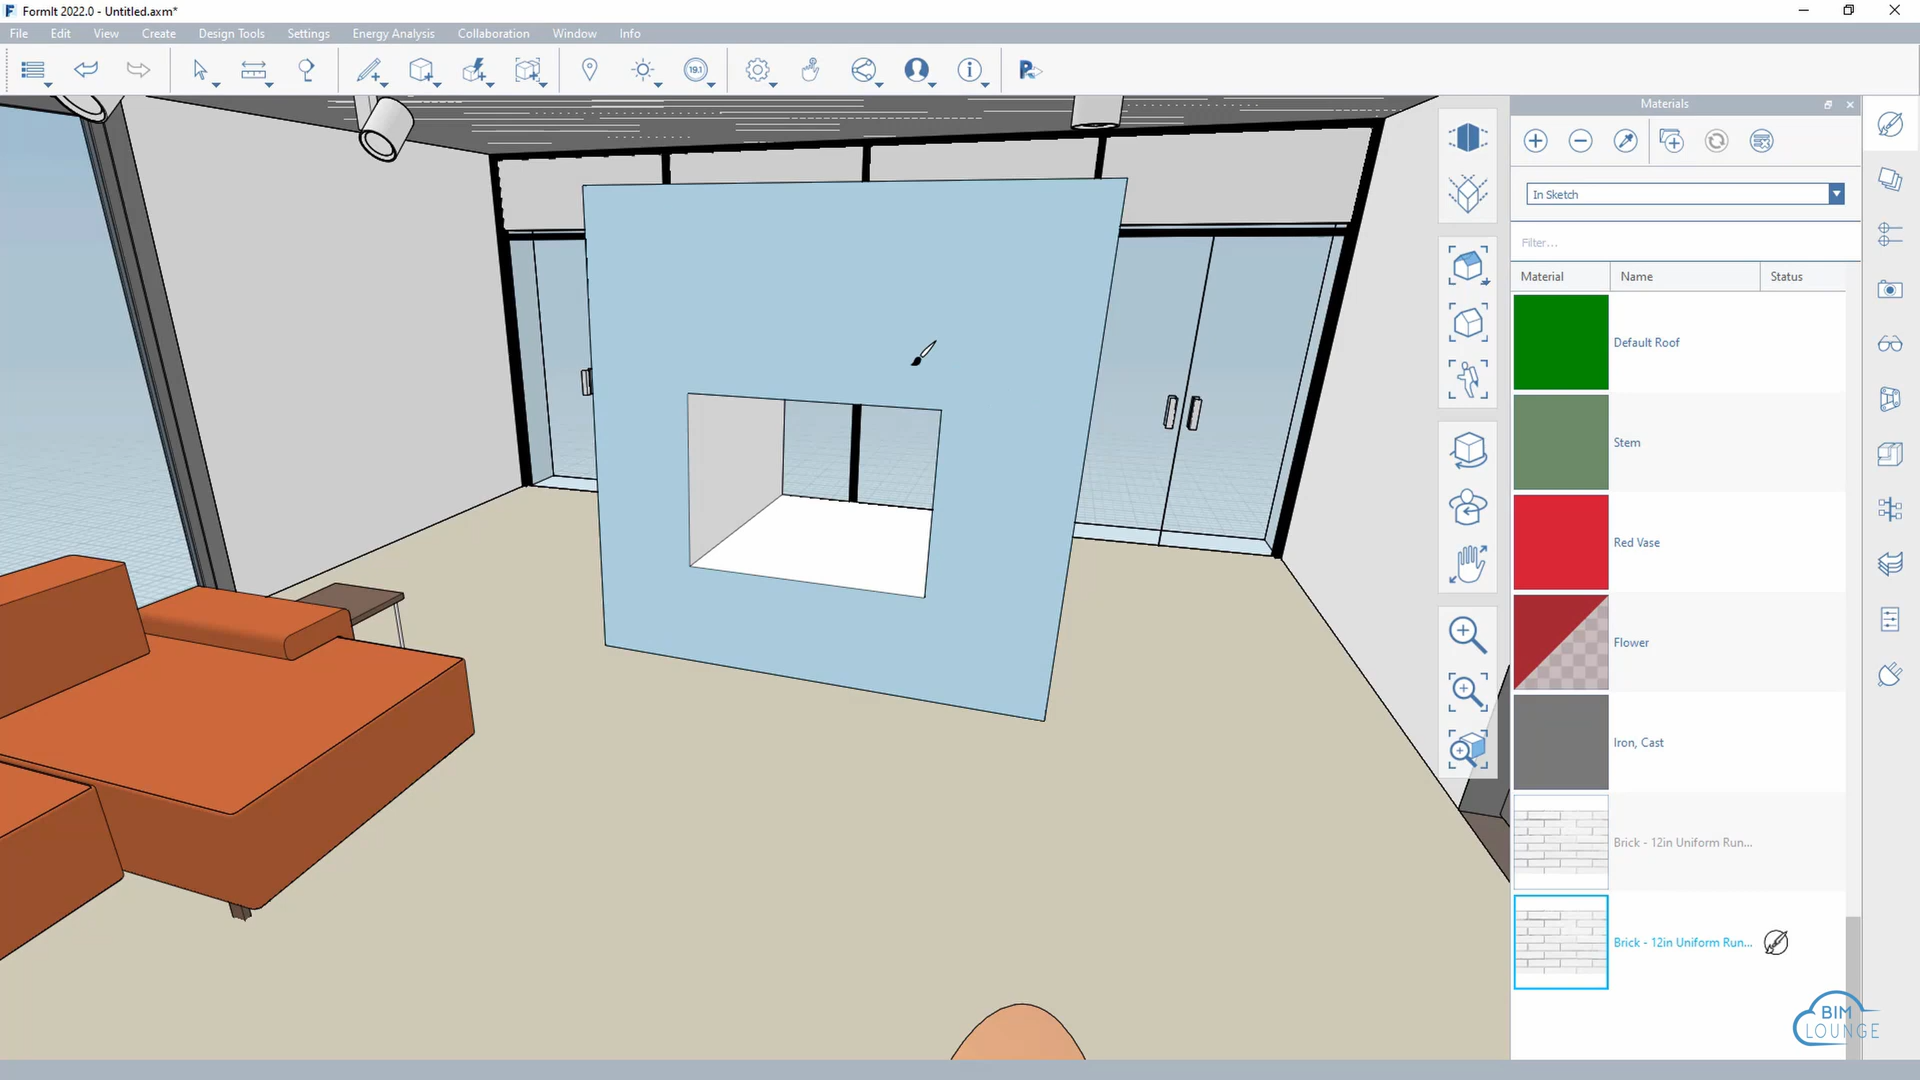 FormIt 2022.0 - Untitled.axm*
File Edit View Create Design Tools Settings Energy Analysis Collaboration Window Info
19.1
Materials
In Sketch
Filter...
Material Name Status
Default Roof
Stem
Red Vase
Flower
Iron, Cast
Brick - 12in Uniform Run...
Brick - 12in Uniform Run...
BIM
LOUNGE